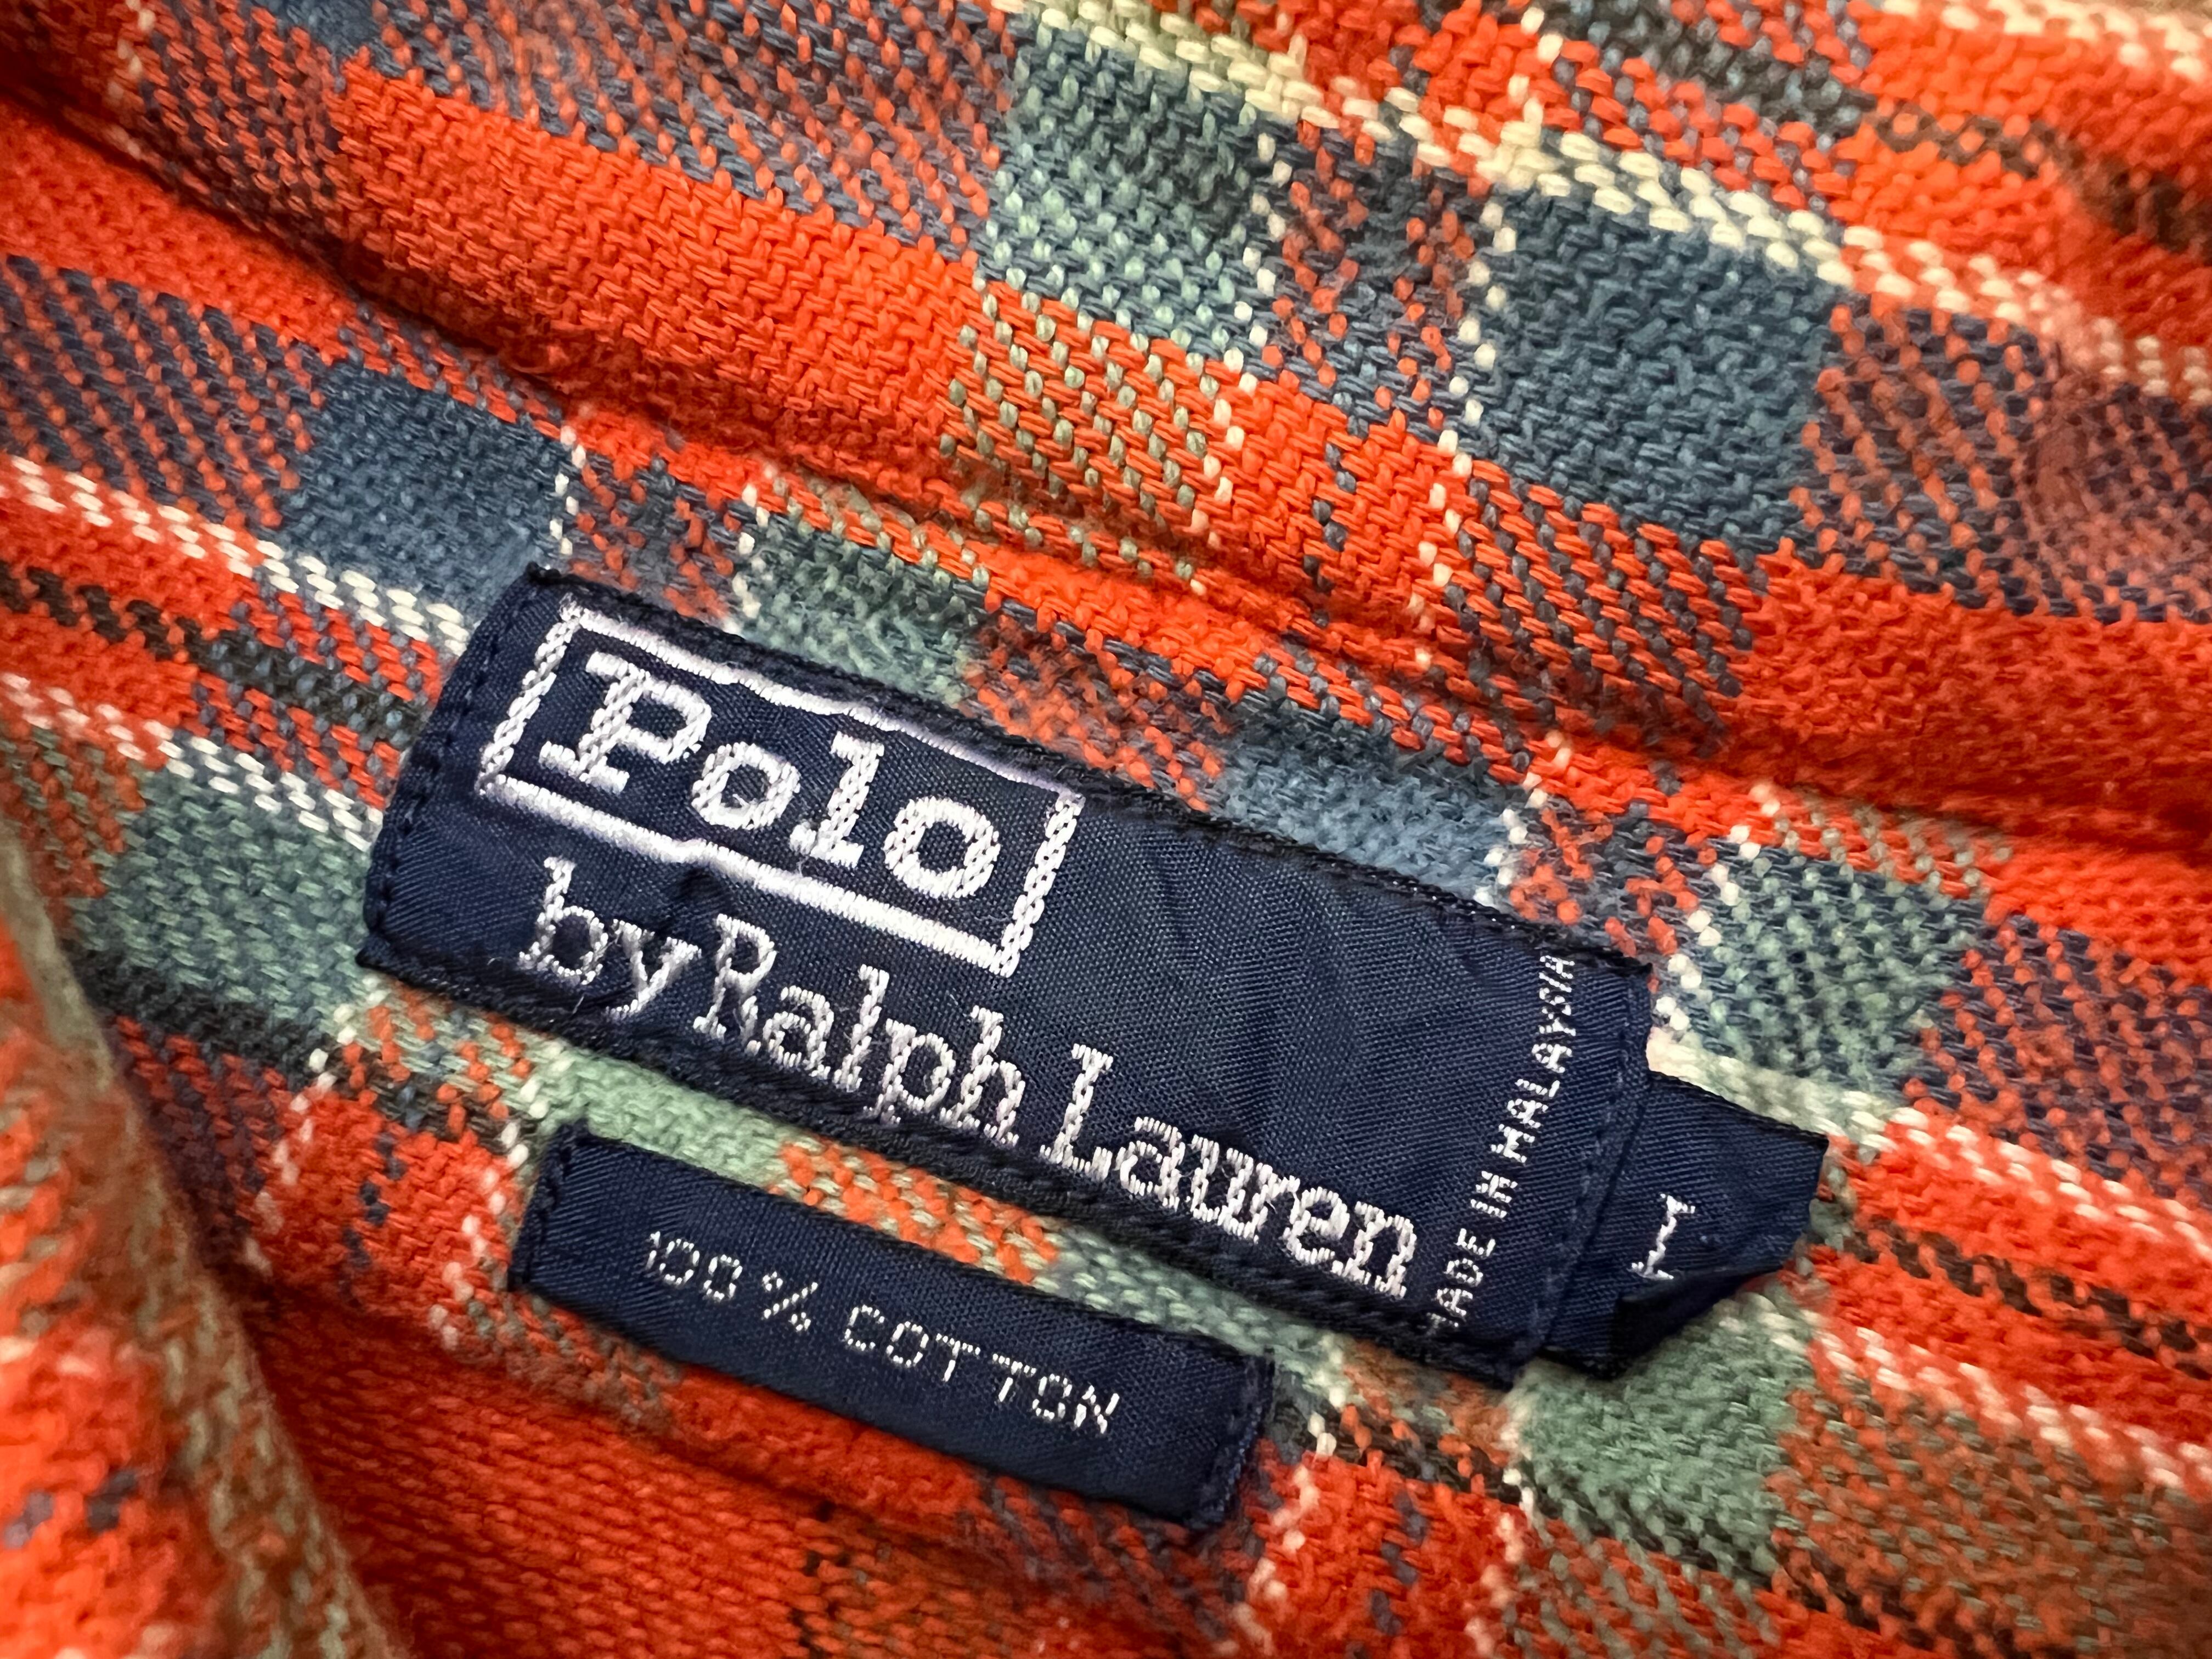 Polo
by Ralph Lauren
MADE IN MALAYSIA
100% COTTON